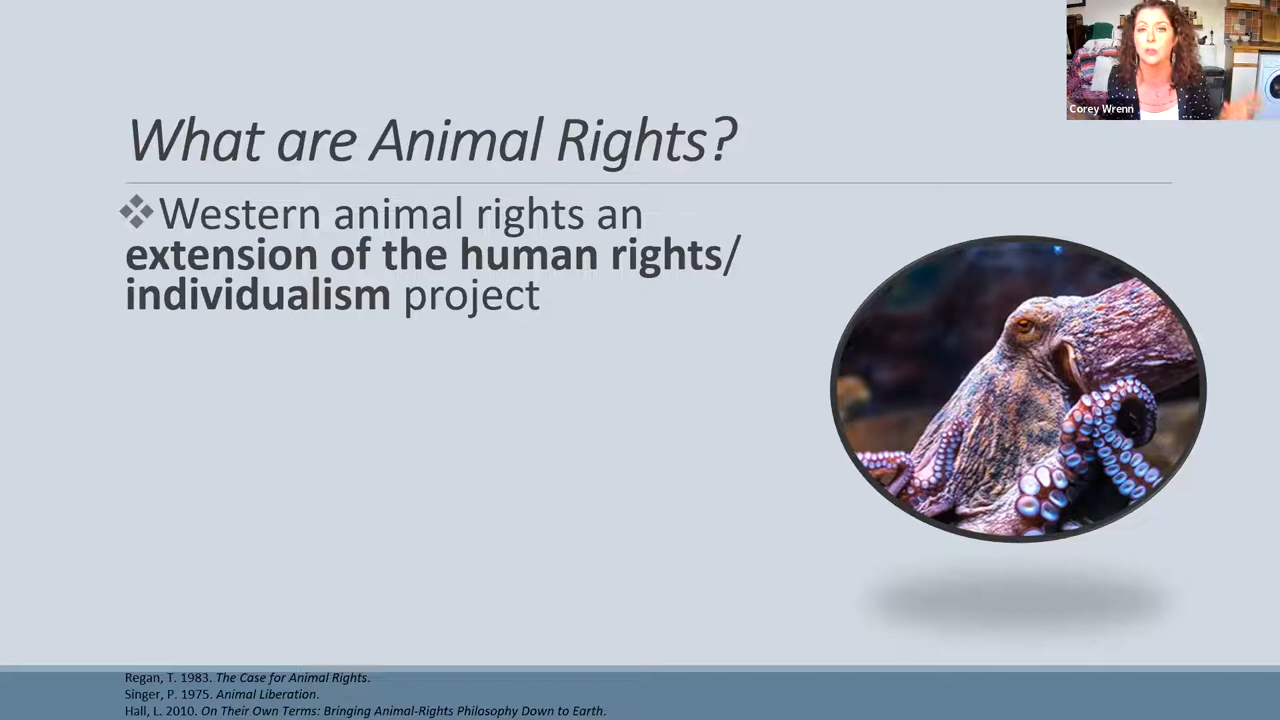 Corey Wrenn
What are Animal Rights?
❖Western animal rights an
extension of the human rights/
individualism project
Regan, T. 1983. The Case for Animal Rights.
Singer, P. 1975. Animal Liberation.
Hall, L. 2010. On Their Own Terms: Bringing Animal-Rights Philosophy Down to Earth.